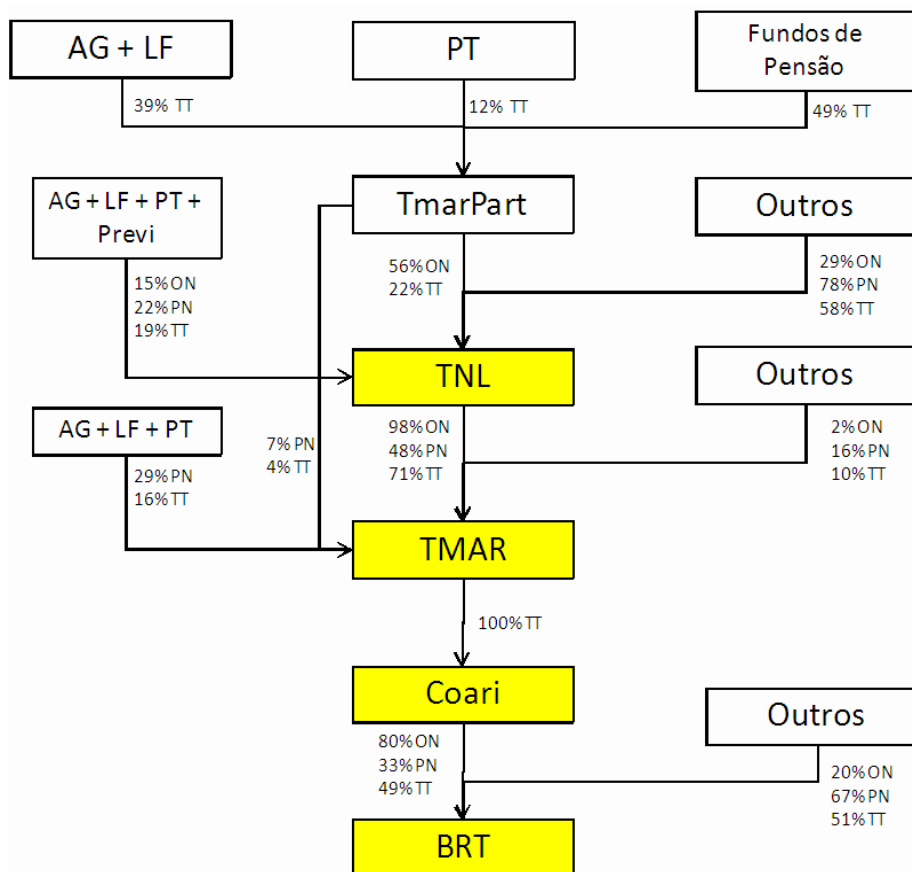 AG + LF
PT
Fundos de
Pensão
39% TT
12% TT
49% TT
AG + LF + PT +
Previ
TmarPart
Outros
15% ON
22% PN
19% TT
56% ON
22% TT
29% ON
78% PN
58% TT
TNL
Outros
AG + LF + PT
7% PN
4% TT
98% ON
48% PN
71% TT
2% ON
16% PN
10% TT
29% PN
16% TT
TMAR
100% TT
Coari
Outros
80% ON
33% PN
49% TT
20% ON
67% PN
51% TT
BRT